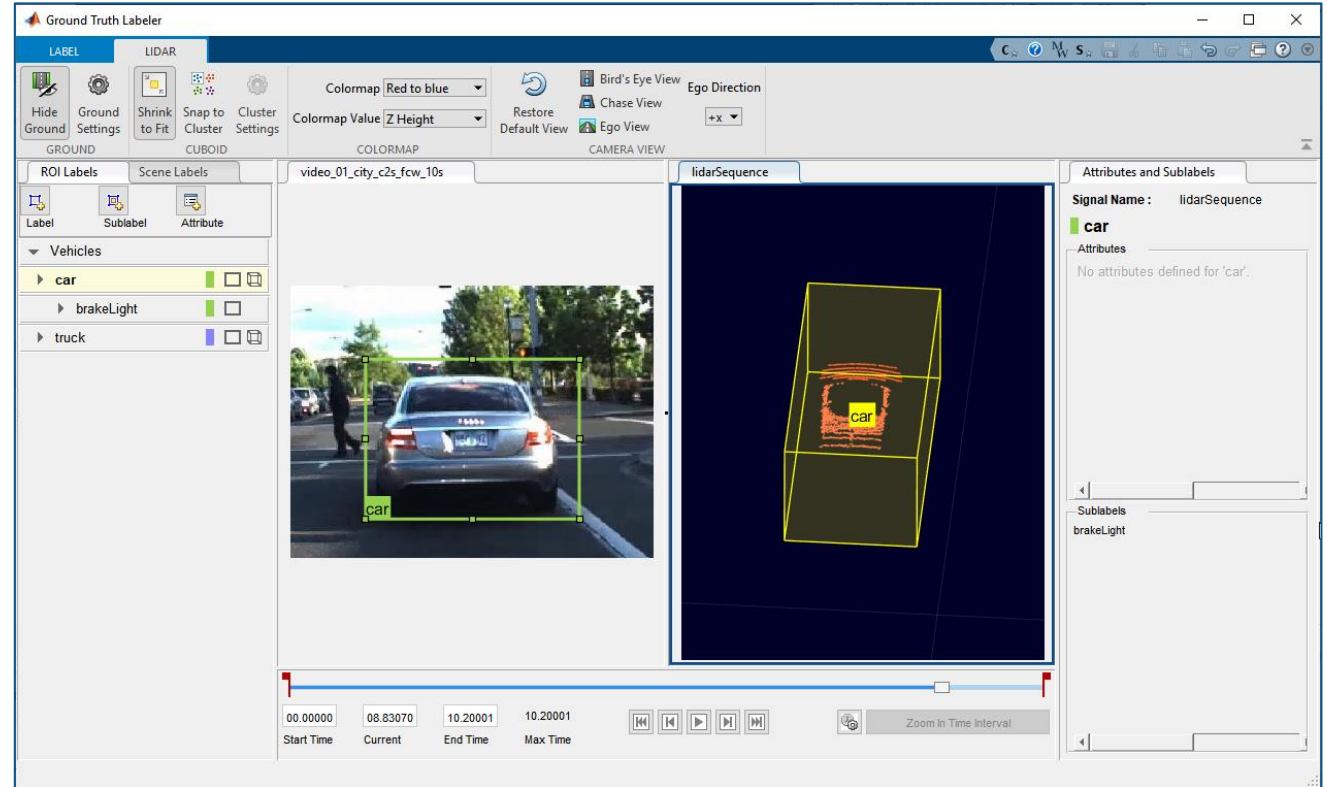 Ground Truth Labeler
LABEL
LIDAR
Hide Ground
Ground Settings
GROUND
Shrink to Fit
Snap to Cluster
Cluster Settings
CUBOID
Colormap Red to blue
Colormap Value Z Height
COLORMAP
Restore Default View
Bird's Eye View
Chase View
Ego View
Ego Direction
+x
CAMERA VIEW
ROI Labels
Scene Labels
Label
Sublabel
Attribute
Vehicles
car
brakeLight
truck
video_01_city_c2s_fcw_10s
car
lidarSequence
car
Attributes and Sublabels
Signal Name : lidarSequence
car
Attributes
No attributes defined for 'car'.
Sublabels
brakeLight
00.00000
08.83070
10.20001
10.20001
Start Time
Current
End Time
Max Time
Zoom In Time Interval